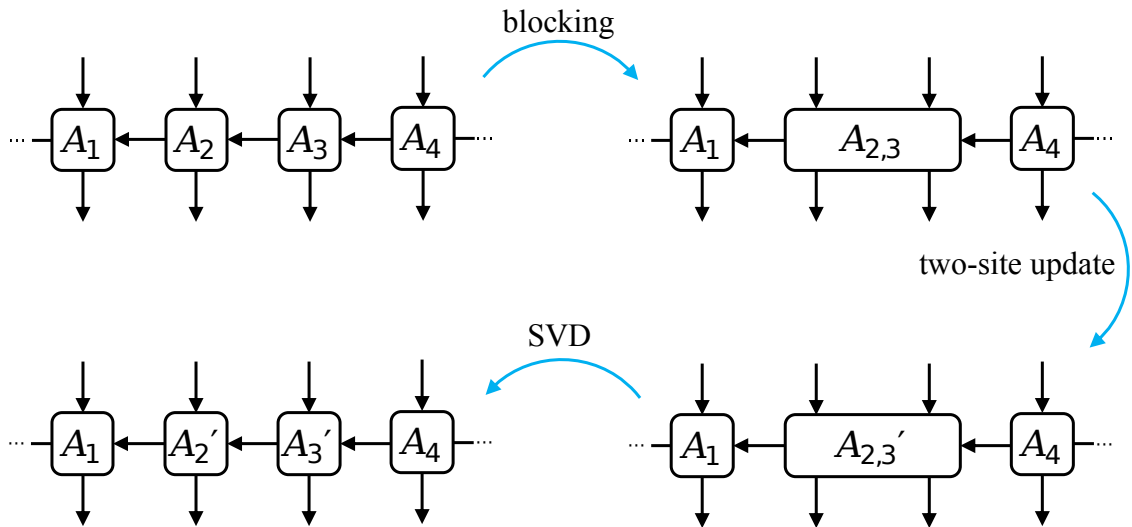 blocking
... A₁ A₂ A₃ A₄ ...
... A₁ A₂,₃ A₄ ...
two-site update
SVD
... A₁ A₂′ A₃′ A₄ ...
... A₁ A₂,₃′ A₄ ...